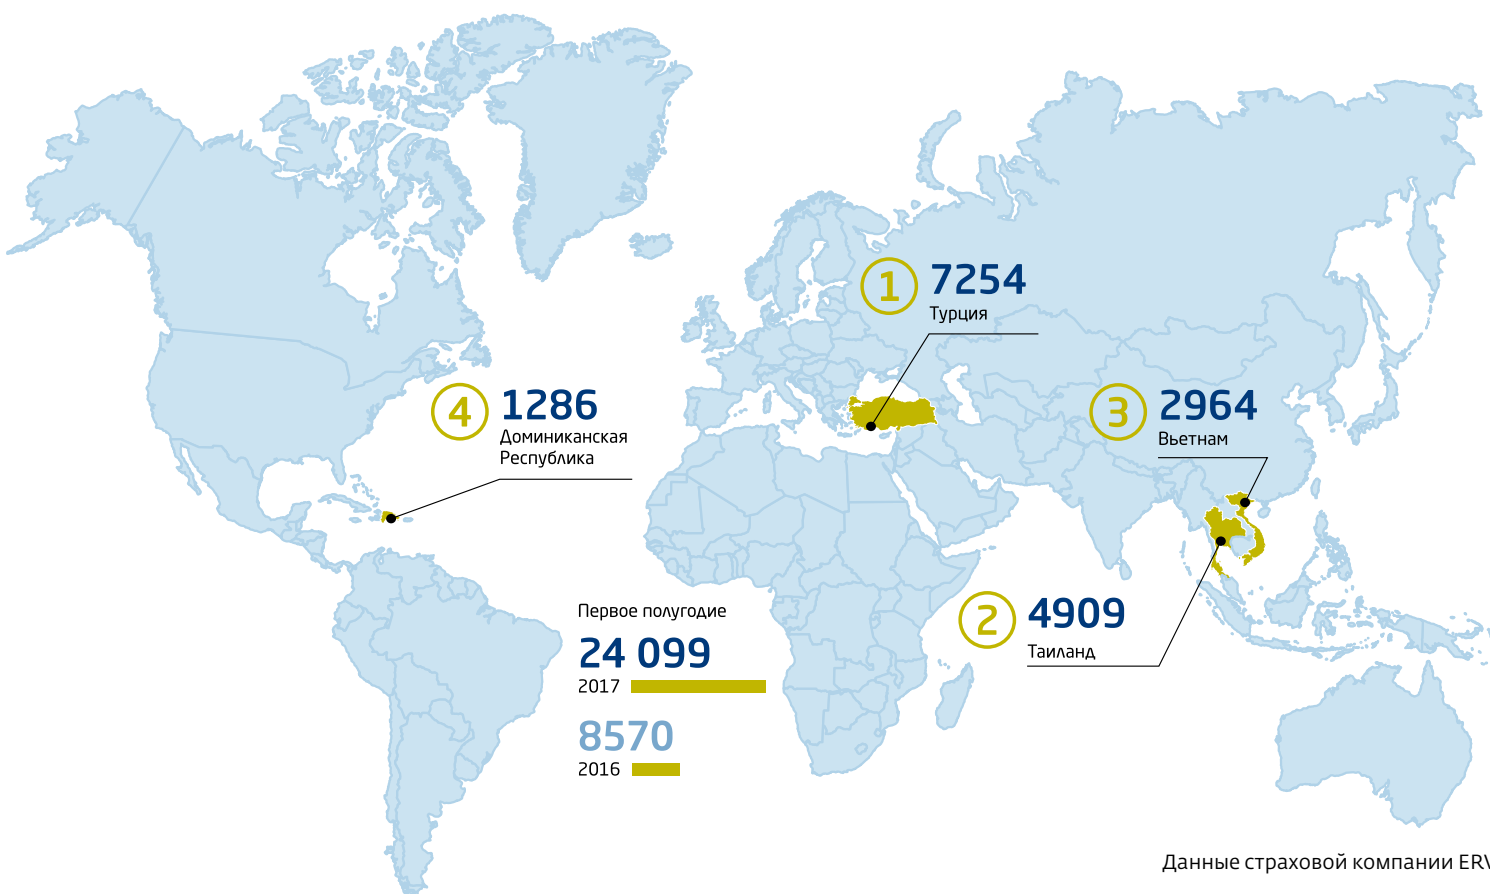 1
7254
Турция
4
1286
Доминиканская
Республика
3
2964
Вьетнам
2
4909
Таиланд
Первое полугодие
24 099
2017
8570
2016
Данные страховой компании ERV